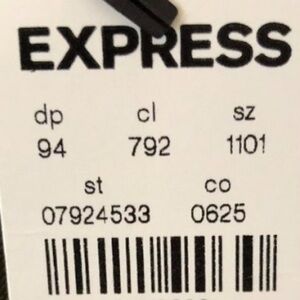 EXPRESS
dp cl sz
94 792 1101
st co
07924533 0625